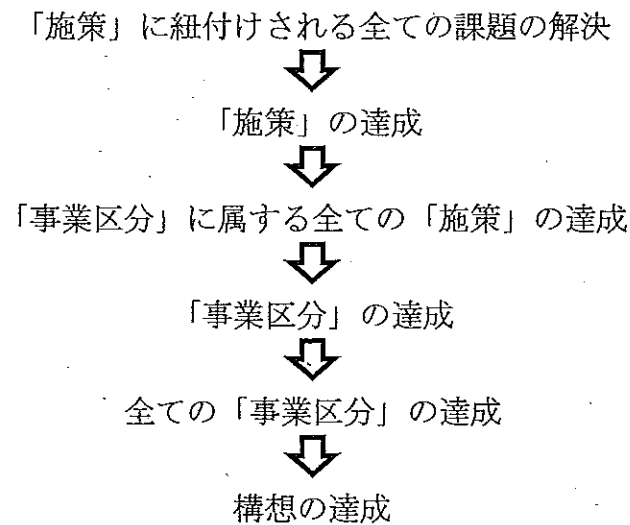 「施策」に紐付けされる全ての課題の解決
「施策」の達成
「事業区分」に属する全ての「施策」の達成
「事業区分」の達成
全ての「事業区分」の達成
構想の達成